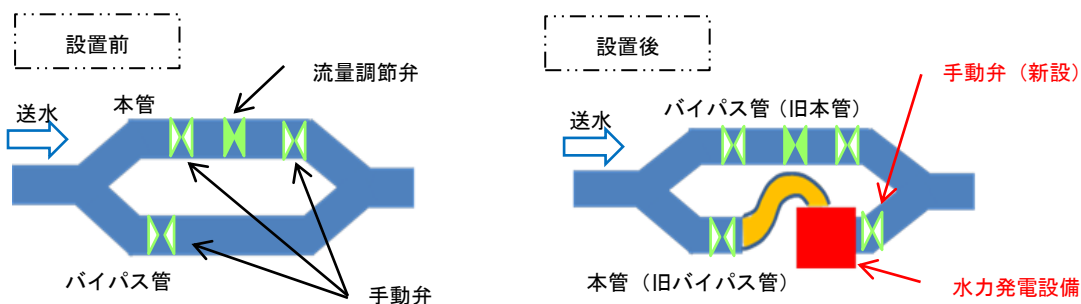 設置前
流量調節弁
本管
送水
バイパス管
手動弁
設置後
手動弁（新設）
バイパス管（旧本管）
送水
本管（旧バイパス管）
水力発電設備